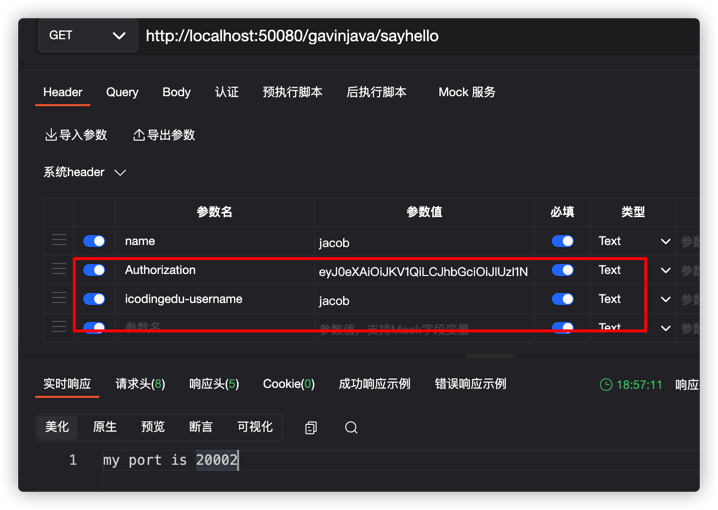 GET http://localhost:50080/gavinjava/sayhello
Header Query Body 认证 预执行脚本 后执行脚本 Mock 服务
导入参数 导出参数
系统header
参数名 参数值 必填 类型
name jacob Text 参数
Authorization eyJ0eXAiOiJKV1QiLCJhbGciOiJIUzI1N Text 参数
icodingedu-username jacob Text 参数
参数名 参数值，支持Mock字段变量 Text 参数
实时响应 请求头(8) 响应头(5) Cookie(0) 成功响应示例 错误响应示例 18:57:11 响应
美化 原生 预览 断言 可视化
1 my port is 20002